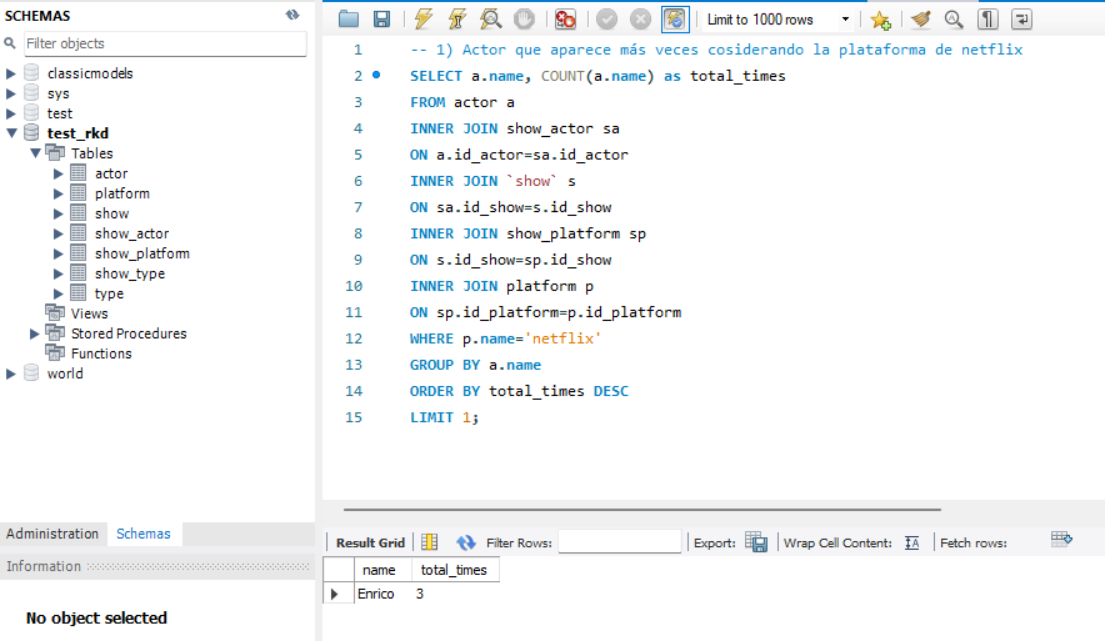 SCHEMAS
Filter objects
classicmodels
sys
test
test_rkd
Tables
actor
platform
show
show_actor
show_platform
show_type
type
Views
Stored Procedures
Functions
world
Administration Schemas
Information
No object selected
Limit to 1000 rows
1 -- 1) Actor que aparece más veces cosiderando la plataforma de netflix
2 SELECT a.name, COUNT(a.name) as total_times
3 FROM actor a
4 INNER JOIN show_actor sa
5 ON a.id_actor=sa.id_actor
6 INNER JOIN `show` s
7 ON sa.id_show=s.id_show
8 INNER JOIN show_platform sp
9 ON s.id_show=sp.id_show
10 INNER JOIN platform p
11 ON sp.id_platform=p.id_platform
12 WHERE p.name='netflix'
13 GROUP BY a.name
14 ORDER BY total_times DESC
15 LIMIT 1;
Result Grid Filter Rows: Export: Wrap Cell Content: Fetch rows:
name total_times
Enrico 3